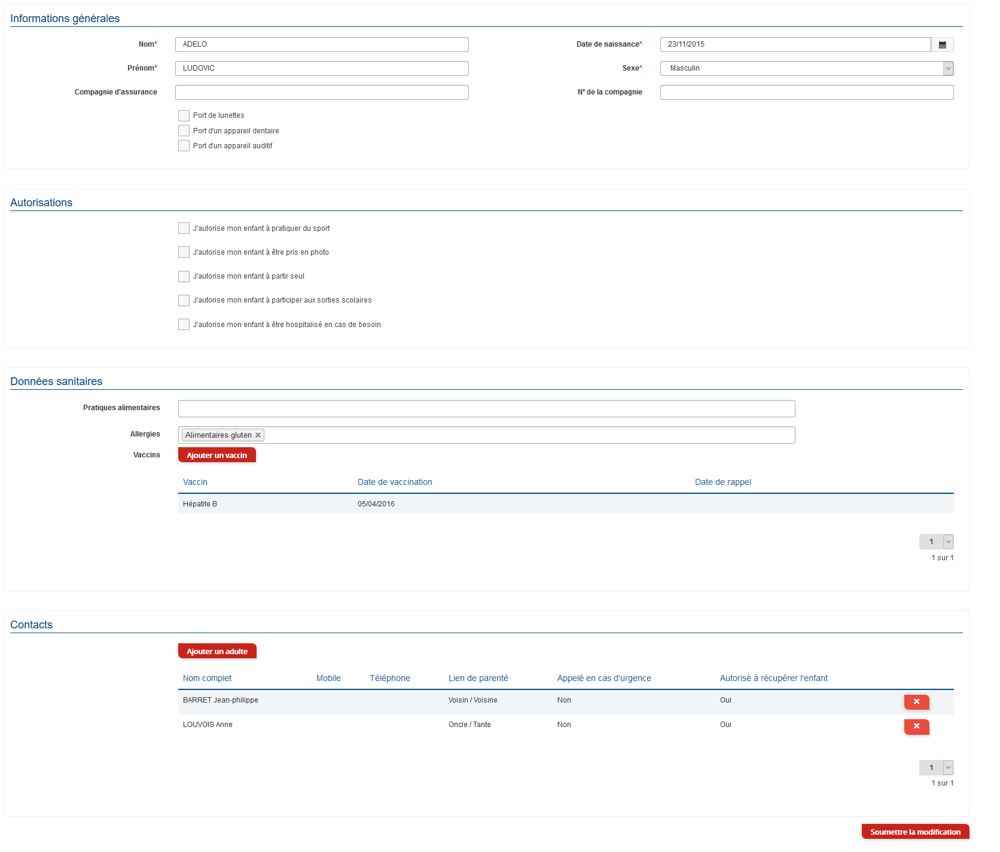 Informations générales
Nom* ADELO Date de naissance* 23/11/2015
Prénom* LUDOVIC Sexe* Masculin
Compagnie d'assurance N° de la compagnie
Port de lunettes
Port d'un appareil dentaire
Port d'un appareil auditif
Autorisations
J'autorise mon enfant à pratiquer du sport
J'autorise mon enfant à être pris en photo
J'autorise mon enfant à partir seul
J'autorise mon enfant à participer aux sorties scolaires
J'autorise mon enfant à être hospitalisé en cas de besoin
Données sanitaires
Pratiques alimentaires
Allergies Alimentaires gluten
Vaccins Ajouter un vaccin
Vaccin Date de vaccination Date de rappel
Hépatite B 05/04/2016
1
1 sur 1
Contacts
Ajouter un adulte
Nom complet Mobile Téléphone Lien de parenté Appelé en cas d'urgence Autorisé à récupérer l'enfant
BARRET Jean-philippe Voisin / Voisine Non Oui
LOUVOIS Anne Oncle / Tante Non Oui
1
1 sur 1
Soumettre la modification